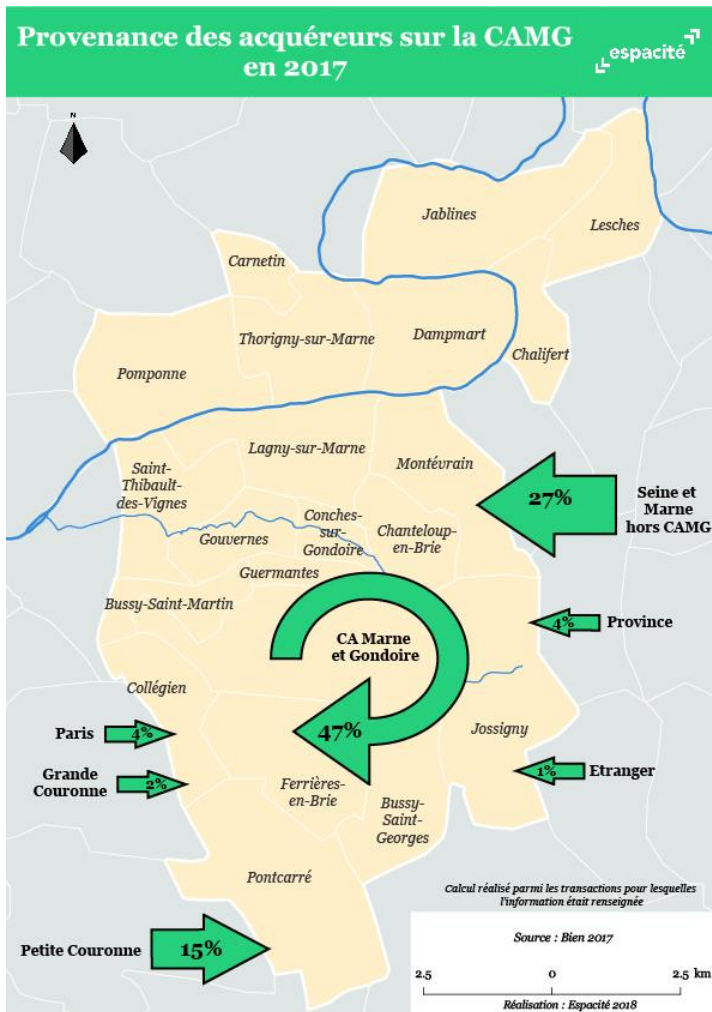 Provenance des acquéreurs sur la CAMG
en 2017
espacité
N
Jablines
Lesches
Carnetin
Thorigny-sur-Marne
Dampmart
Chalifert
Pomponne
Lagny-sur-Marne
Montévrain
Saint-
Thibault-
des-Vignes
27%
Seine et
Marne
hors CAMG
Conches-
sur-
Gondoire
Gouvernes
Chanteloup-
en-Brie
Guermantes
Bussy-Saint-Martin
4%
Province
CA Marne
et Gondoire
Collégien
Paris
4%
47%
Jossigny
Grande
Couronne
2%
1%
Etranger
Ferrières-
en-Brie
Bussy-
Saint-
Georges
Pontcarré
Calcul réalisé parmi les transactions pour lesquelles
l'information était renseignée
Petite Couronne
15%
Source : Bien 2017
2.5
0
2.5 km
Réalisation : Espacité 2018